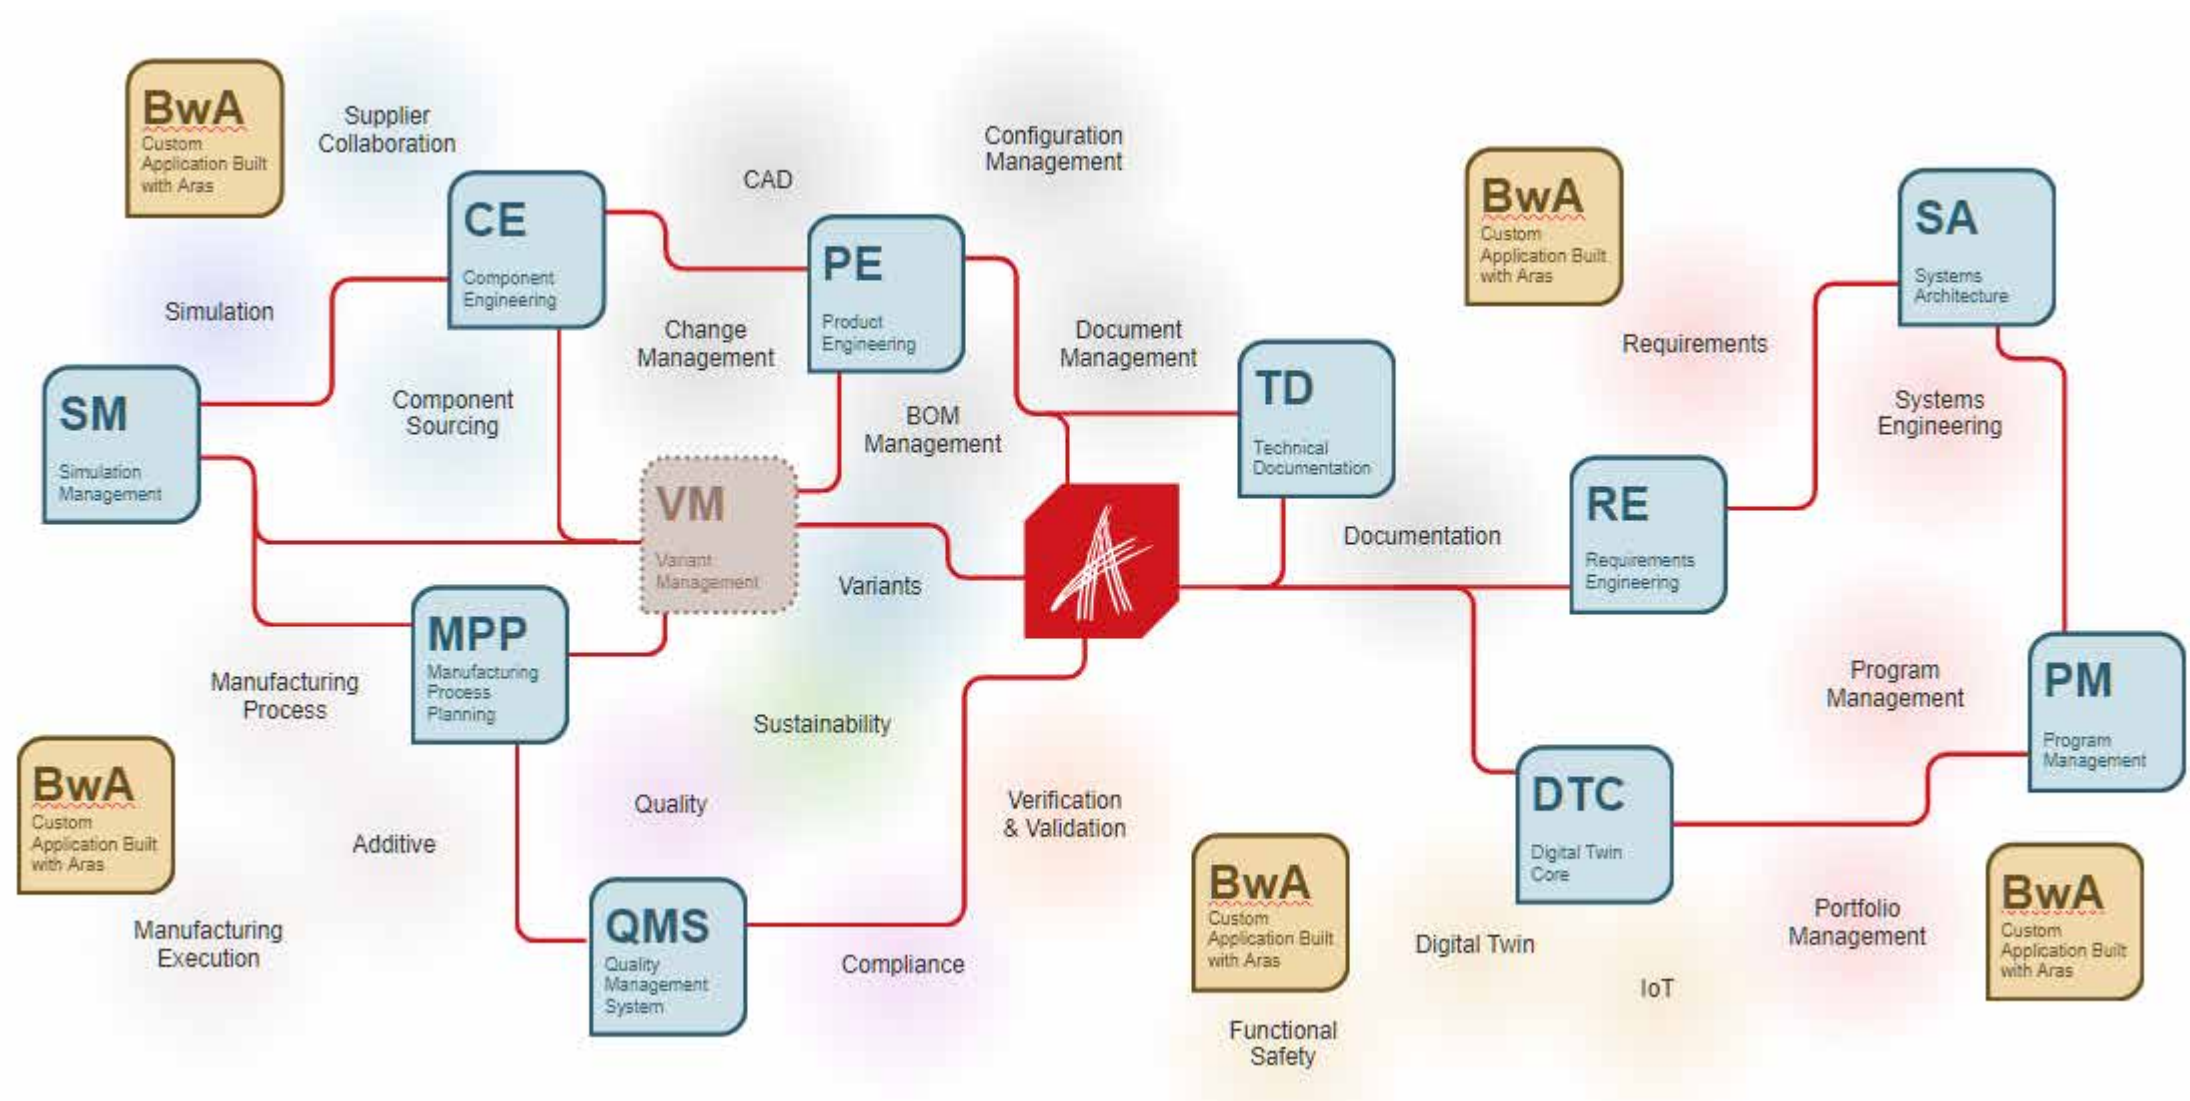 BwA
Custom
Application Built
with Aras
Supplier
Collaboration
CE
Component
Engineering
CAD
Configuration
Management
PE
Product
Engineering
BwA
Custom
Application Built
with Aras
SA
Systems
Architecture
Simulation
Change
Management
Document
Management
Requirements
SM
Simulation
Management
Component
Sourcing
BOM
Management
TD
Technical
Documentation
Systems
Engineering
VM
Variant
Management
Documentation
RE
Requirements
Engineering
Variants
MPP
Manufacturing
Process
Planning
Manufacturing
Process
Sustainability
Program
Management
PM
Program
Management
BwA
Custom
Application Built
with Aras
Additive
Quality
Verification
& Validation
DTC
Digital Twin
Core
Manufacturing
Execution
QMS
Quality
Management
System
Compliance
BwA
Custom
Application Built
with Aras
Digital Twin
IoT
Portfolio
Management
BwA
Custom
Application Built
with Aras
Functional
Safety